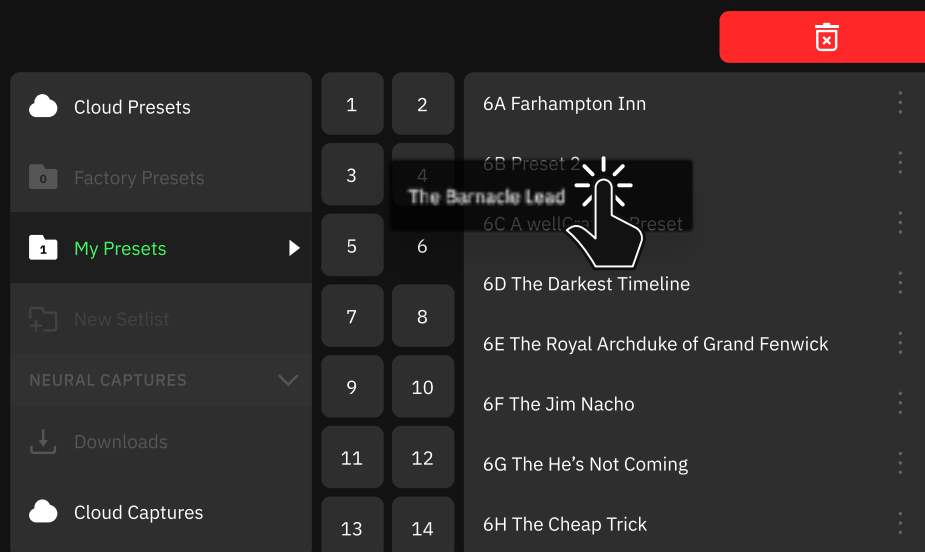 Cloud Presets
0 Factory Presets
1 My Presets
New Setlist
NEURAL CAPTURES
Downloads
Cloud Captures
1 2
3 4
5 6
7 8
9 10
11 12
13 14
6A Farhampton Inn
6B Preset 2
The Barnacle Lead
6C A wellCra Preset
6D The Darkest Timeline
6E The Royal Archduke of Grand Fenwick
6F The Jim Nacho
6G The He’s Not Coming
6H The Cheap Trick